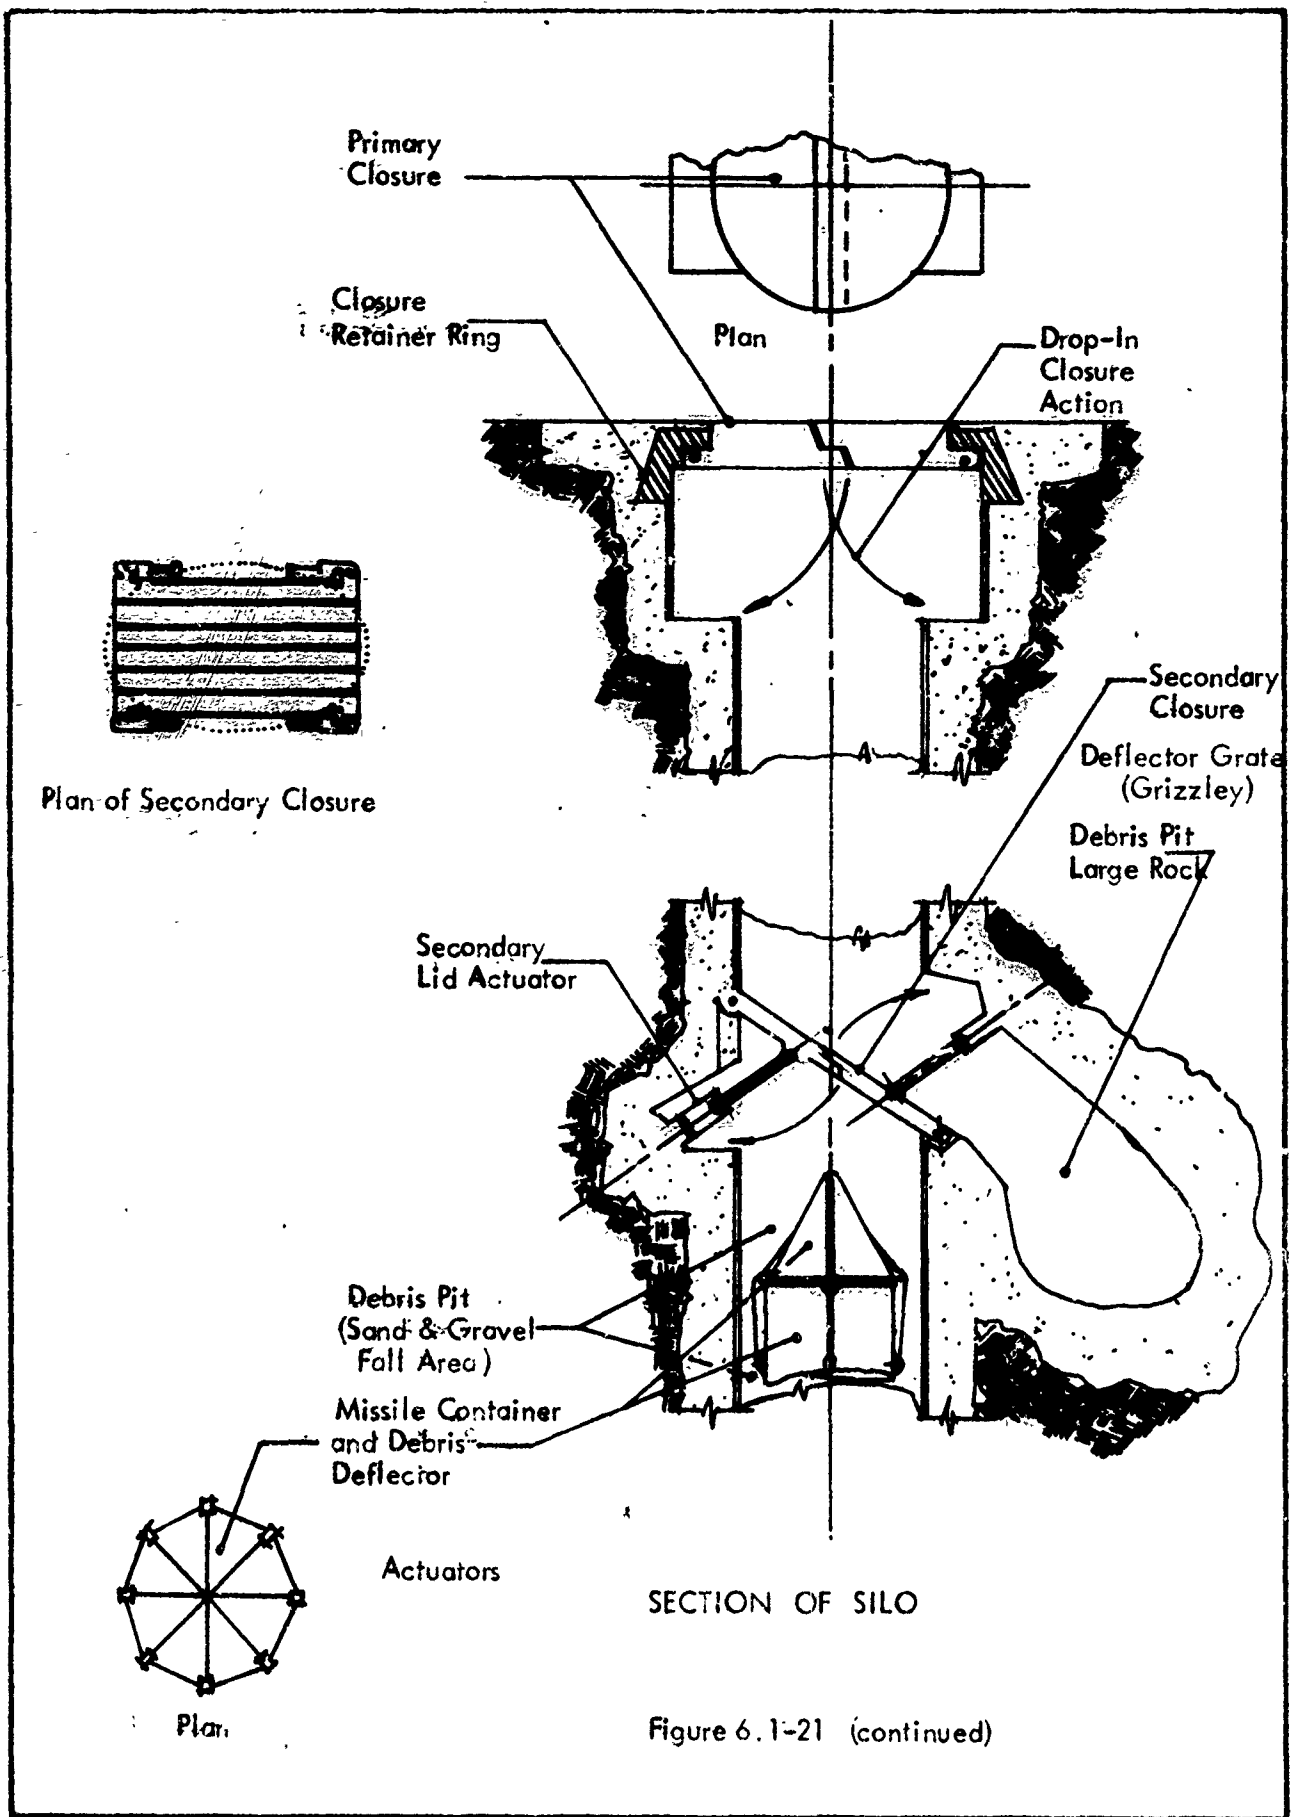 Primary
Closure
Closure
Retainer Ring
Plan
Drop-In
Closure
Action
Secondary
Closure
Deflector Grate
(Grizzley)
Debris Pit
Large Rock
Plan of Secondary Closure
Secondary
Lid Actuator
Debris Pit
(Sand & Gravel
Fall Area)
Missile Container
and Debris
Deflector
Actuators
SECTION OF SILO
Plan
Figure 6.1-21 (continued)